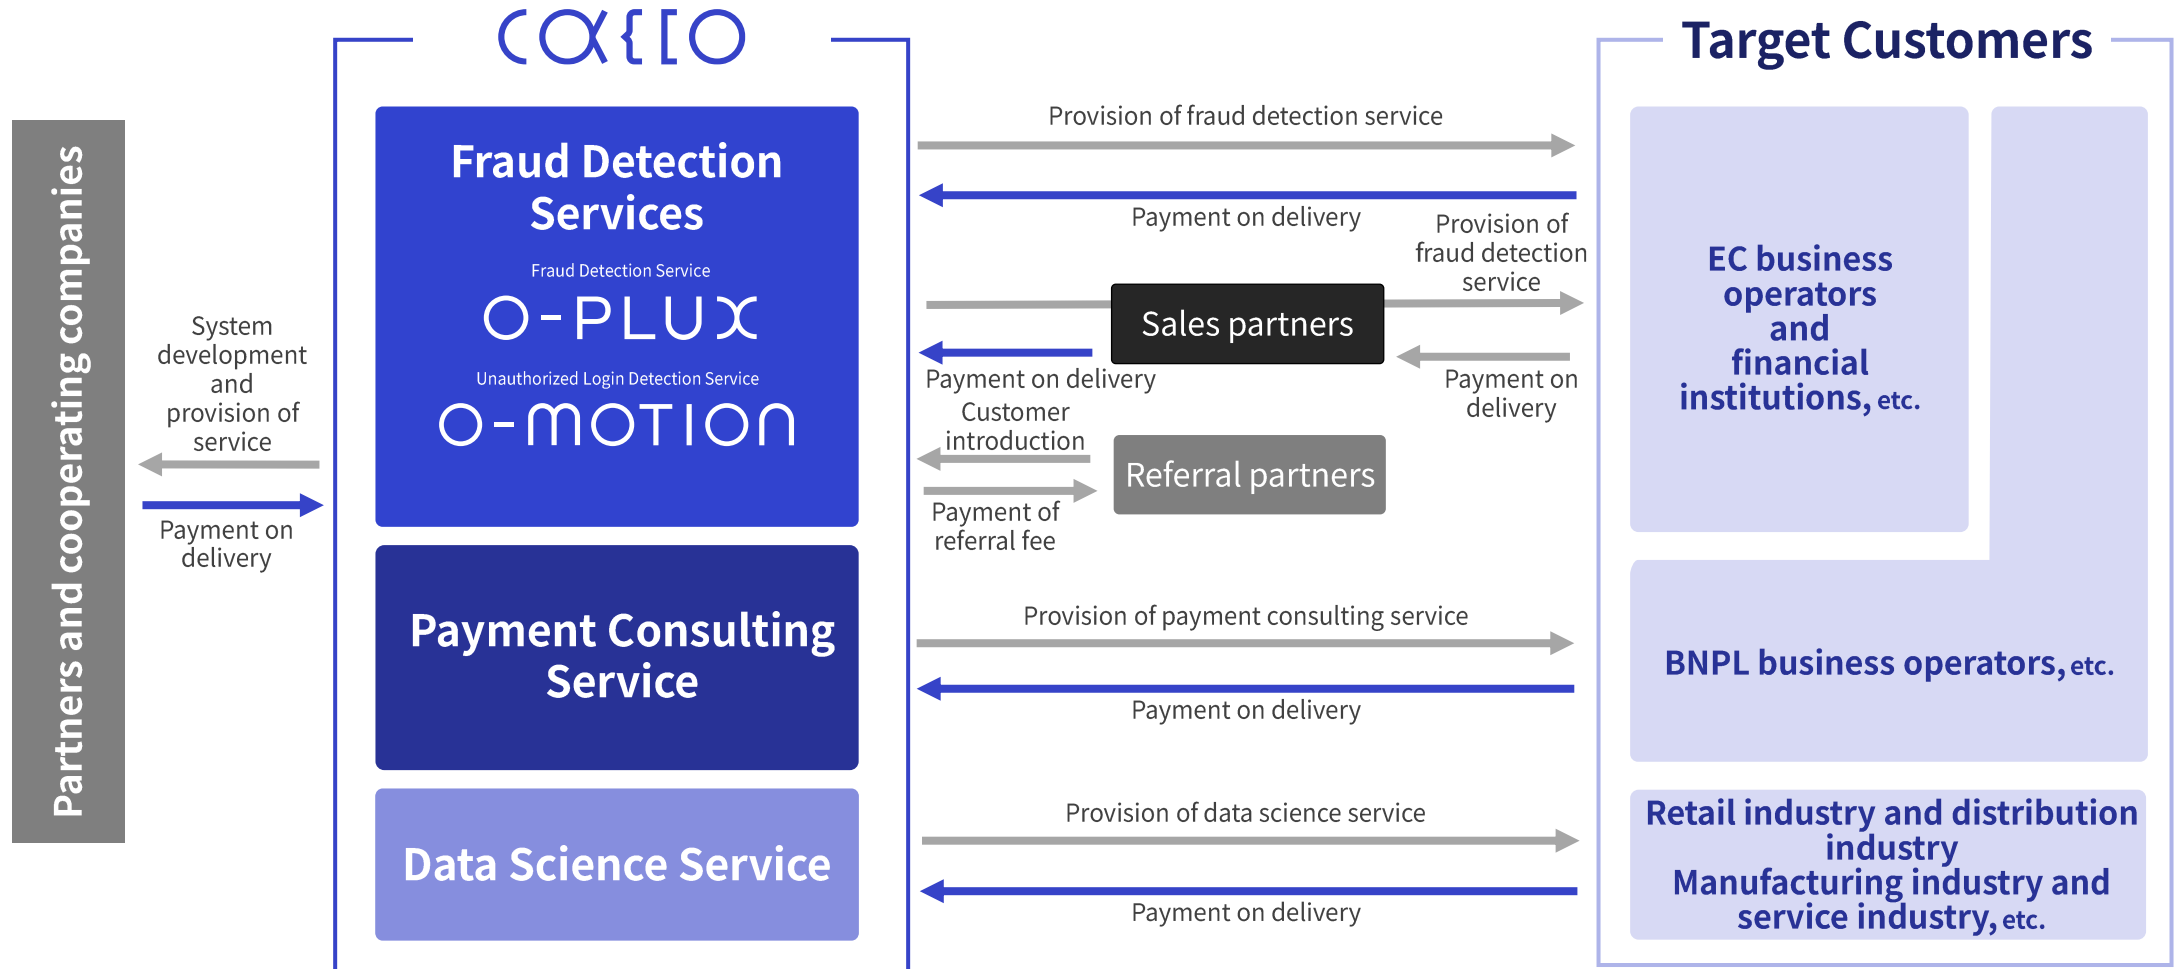 Partners and cooperating companies
System
development
and
provision of
service
Payment on
delivery
CACCO
Fraud Detection
Services
Fraud Detection Service
O-PLUX
Unauthorized Login Detection Service
O-MOTION
Payment Consulting
Service
Data Science Service
Provision of fraud detection service
Payment on delivery
Provision of
fraud detection
service
Sales partners
Payment on delivery
Payment on
delivery
Customer
introduction
Referral partners
Payment of
referral fee
Provision of payment consulting service
Payment on delivery
Provision of data science service
Payment on delivery
Target Customers
EC business
operators
and
financial
institutions, etc.
BNPL business operators, etc.
Retail industry and distribution
industry
Manufacturing industry and
service industry, etc.